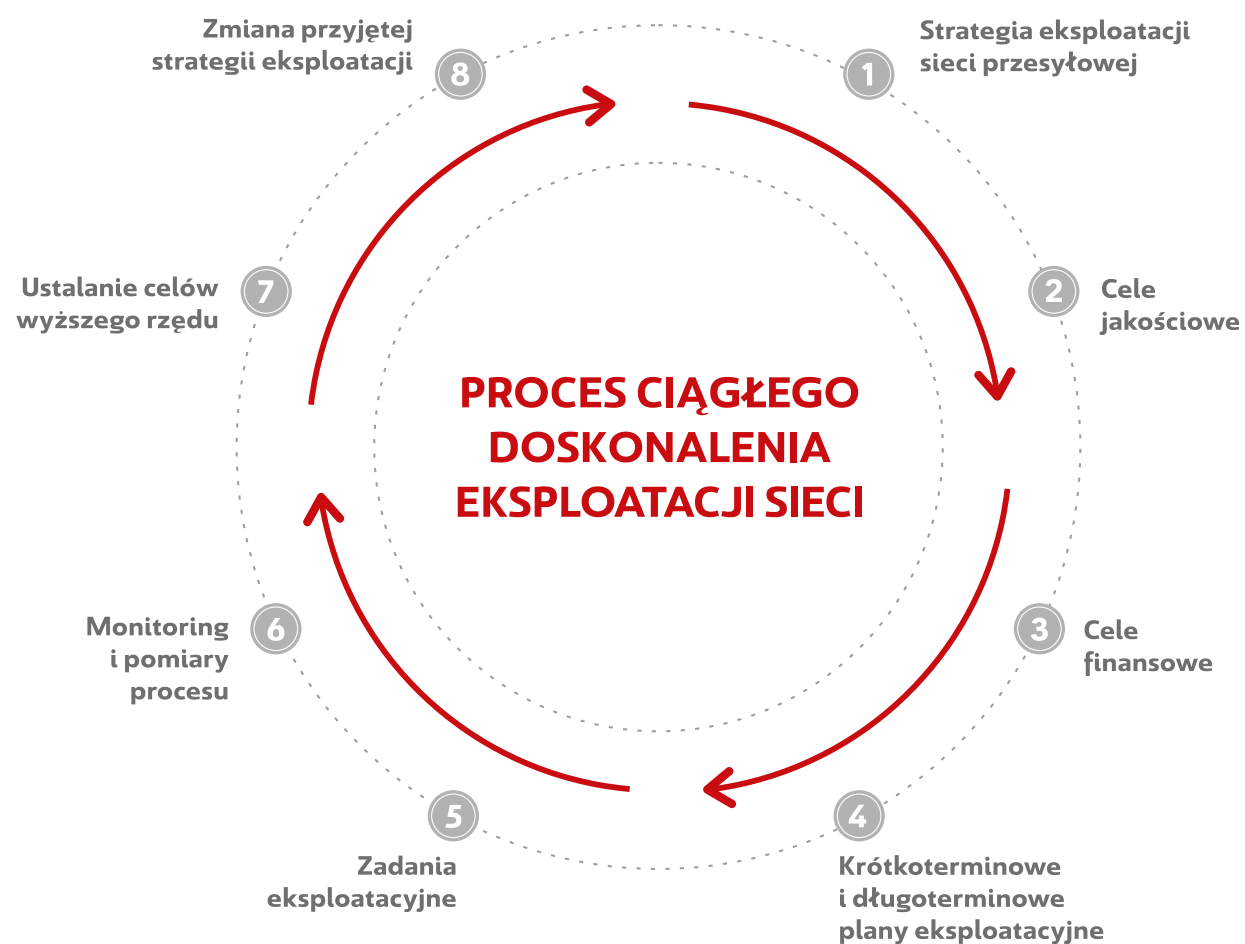 PROCES CIĄGŁEGO
DOSKONALENIA
EKSPLOATACJI SIECI
1
Strategia eksploatacji
sieci przesyłowej
2
Cele
jakościowe
3
Cele
finansowe
4
Krótkoterminowe
i długoterminowe
plany eksploatacyjne
5
Zadania
eksploatacyjne
6
Monitoring
i pomiary
procesu
7
Ustalanie celów
wyższego rzędu
8
Zmiana przyjętej
strategii eksploatacji